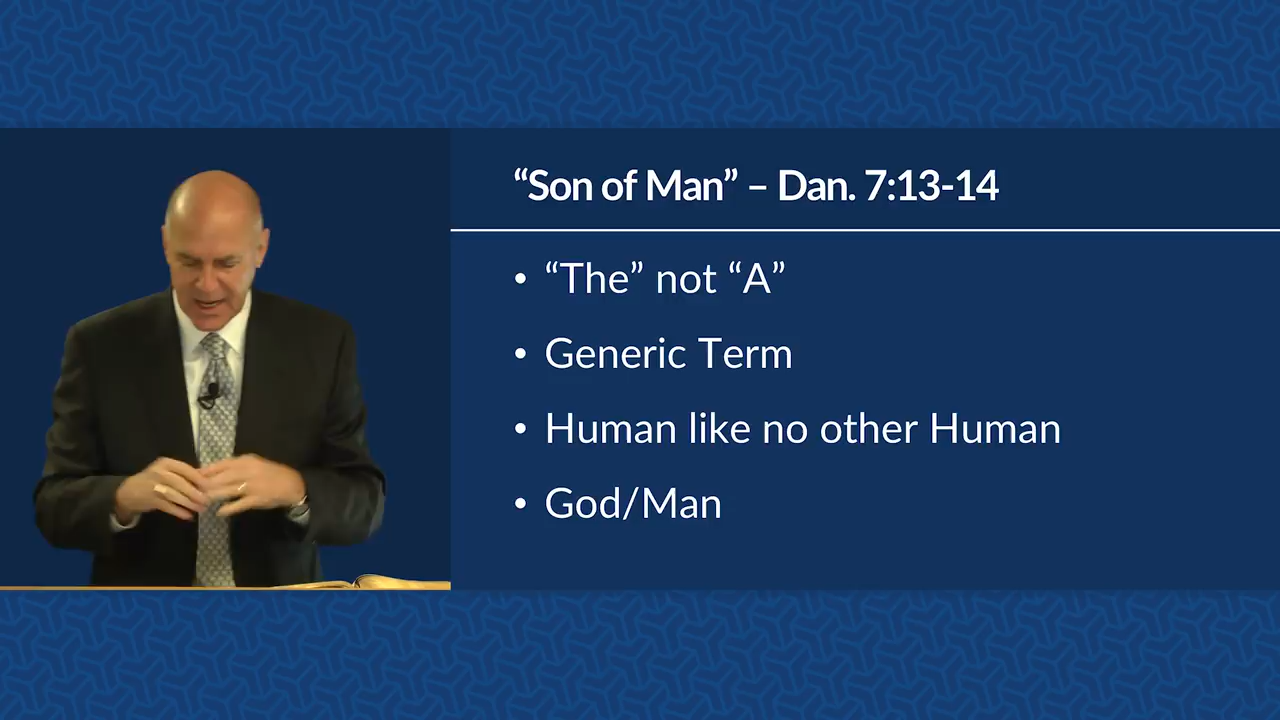 “Son of Man” – Dan. 7:13-14
• “The” not “A”
• Generic Term
• Human like no other Human
• God/Man